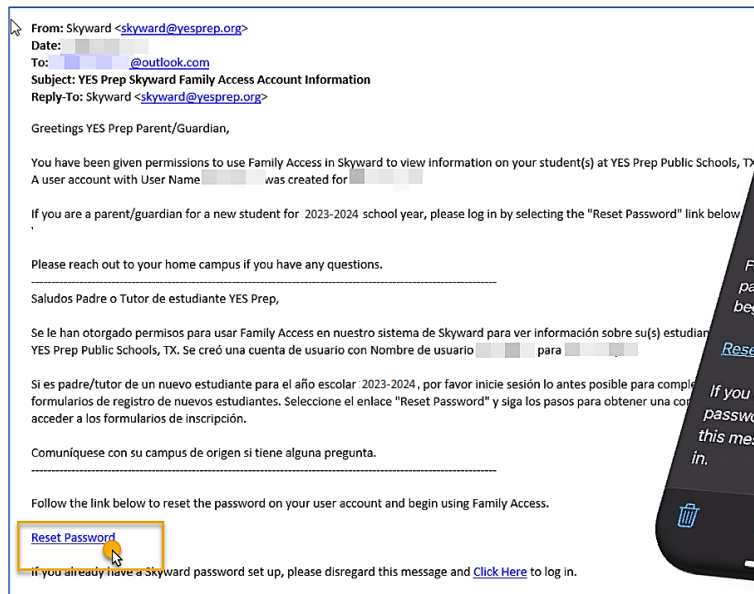 From: Skyward <skyward@yesprep.org>
Date:
To: @outlook.com
Subject: YES Prep Skyward Family Access Account Information
Reply-To: Skyward <skyward@yesprep.org>
Greetings YES Prep Parent/Guardian,
You have been given permissions to use Family Access in Skyward to view information on your student(s) at YES Prep Public Schools, TX
A user account with User Name was created for
If you are a parent/guardian for a new student for 2023-2024 school year, please log in by selecting the "Reset Password" link below
Please reach out to your home campus if you have any questions.
Saludos Padre o Tutor de estudiante YES Prep,
Se le han otorgado permisos para usar Family Access en nuestro sistema de Skyward para ver información sobre su(s) estudian
YES Prep Public Schools, TX. Se creó una cuenta de usuario con Nombre de usuario para
Si es padre/tutor de un nuevo estudiante para el año escolar 2023-2024, por favor inicie sesión lo antes posible para comple
formularios de registro de nuevos estudiantes. Seleccione el enlace "Reset Password" y siga los pasos para obtener una con
acceder a los formularios de inscripción.
Comuníquese con su campus de origen si tiene alguna pregunta.
Follow the link below to reset the password on your user account and begin using Family Access.
Reset Password
If you already have a Skyward password set up, please disregard this message and Click Here to log in.
F
pa
beg
Rese
If you
passwo
this mes
in.